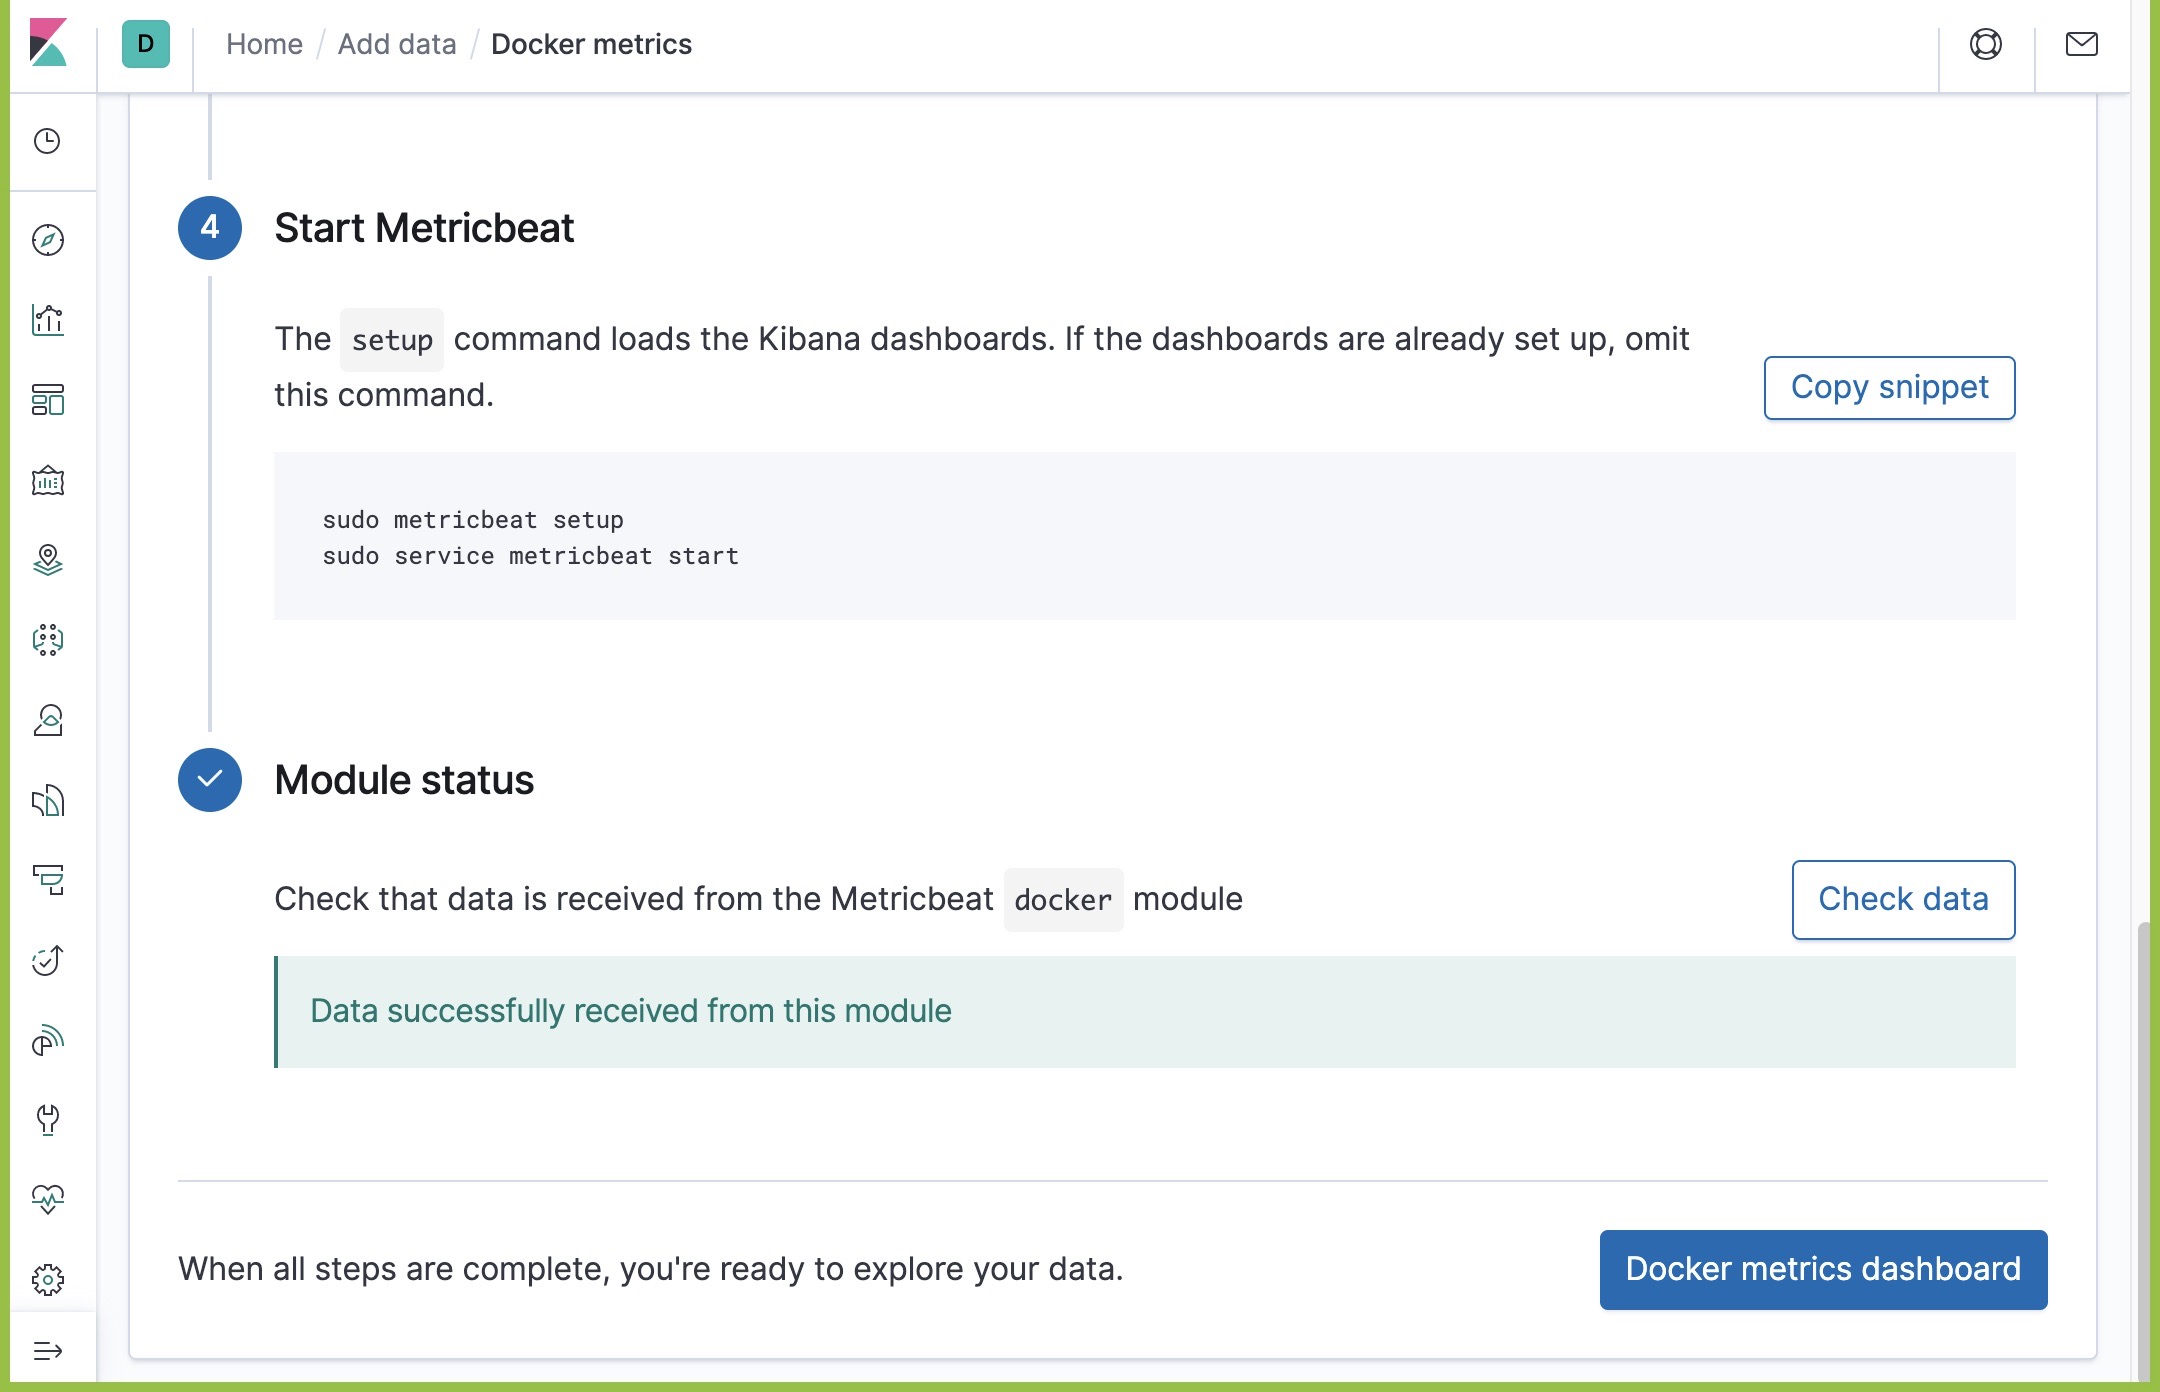 D
Home / Add data / Docker metrics
4
Start Metricbeat
The setup command loads the Kibana dashboards. If the dashboards are already set up, omit
this command.
Copy snippet
sudo metricbeat setup
sudo service metricbeat start
Module status
Check that data is received from the Metricbeat docker module
Check data
Data successfully received from this module
When all steps are complete, you're ready to explore your data.
Docker metrics dashboard